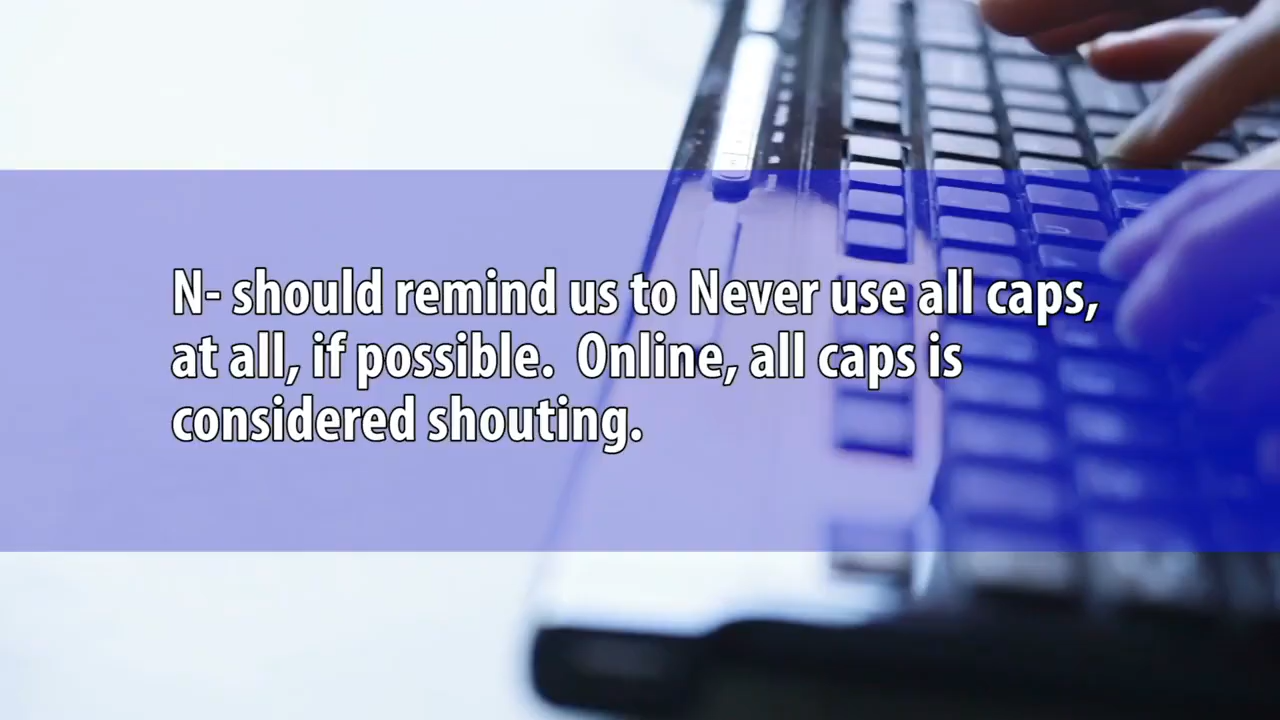 N- should remind us to Never use all caps,
at all, if possible.  Online, all caps is
considered shouting.